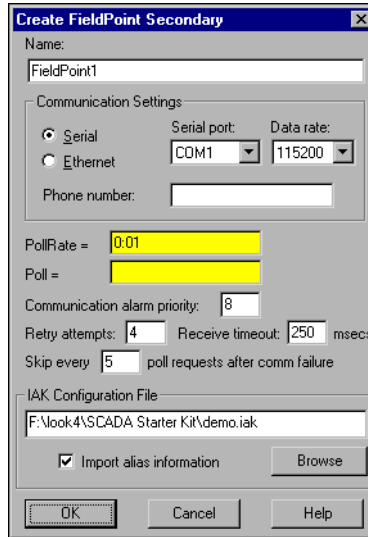 Create FieldPoint Secondary
Name:
FieldPoint1
Communication Settings
Serial
Ethernet
Serial port:
COM1
Data rate:
115200
Phone number:
PollRate = 0:01
Poll =
Communication alarm priority: 8
Retry attempts: 4 Receive timeout: 250 msecs
Skip every 5 poll requests after comm failure
IAK Configuration File
F:\look4\SCADA Starter Kit\demo.iak
Import alias information
Browse
OK Cancel Help